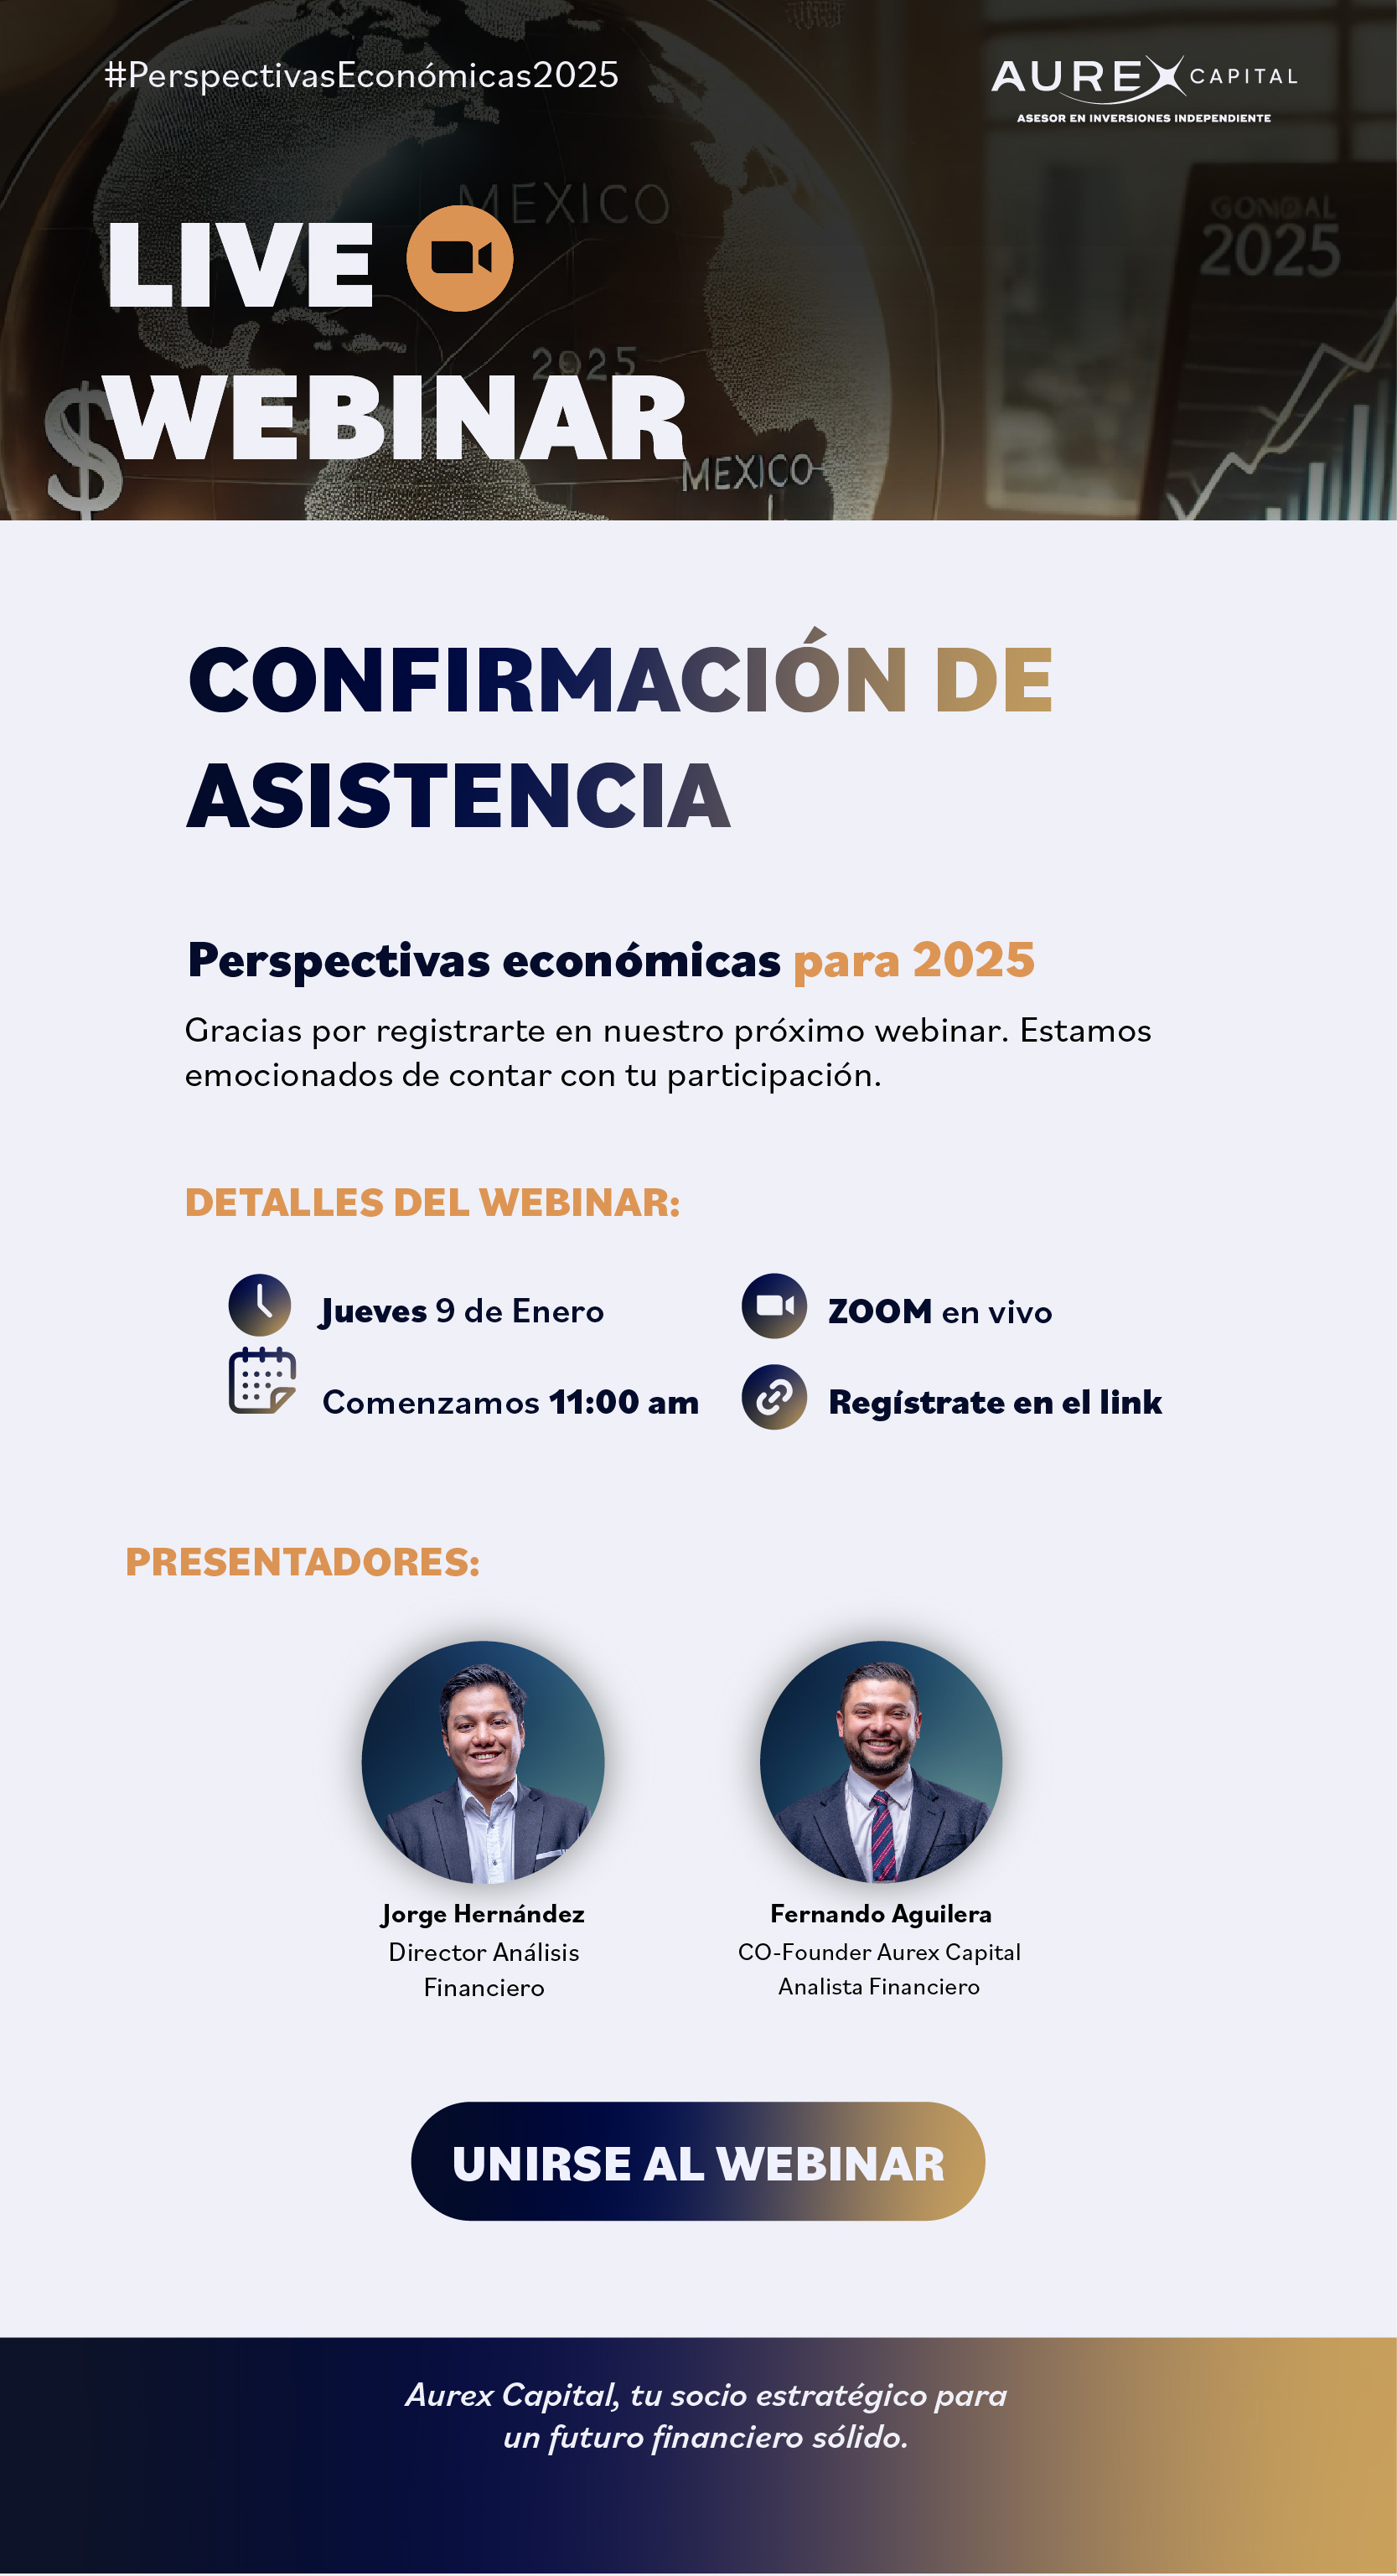 #PerspectivasEconómicas2025
AUREX CAPITAL
ASESOR EN INVERSIONES INDEPENDIENTE
MEXICO
GONDAL
2025
LIVE
2025
WEBINAR
$
MEXICO
CONFIRMACIÓN DE
ASISTENCIA
Perspectivas económicas para 2025
Gracias por registrarte en nuestro próximo webinar. Estamos
emocionados de contar con tu participación.
DETALLES DEL WEBINAR:
Jueves 9 de Enero
ZOOM en vivo
Comenzamos 11:00 am
Regístrate en el link
PRESENTADORES:
Jorge Hernández
Director Análisis
Financiero
Fernando Aguilera
CO-Founder Aurex Capital
Analista Financiero
UNIRSE AL WEBINAR
Aurex Capital, tu socio estratégico para
un futuro financiero sólido.